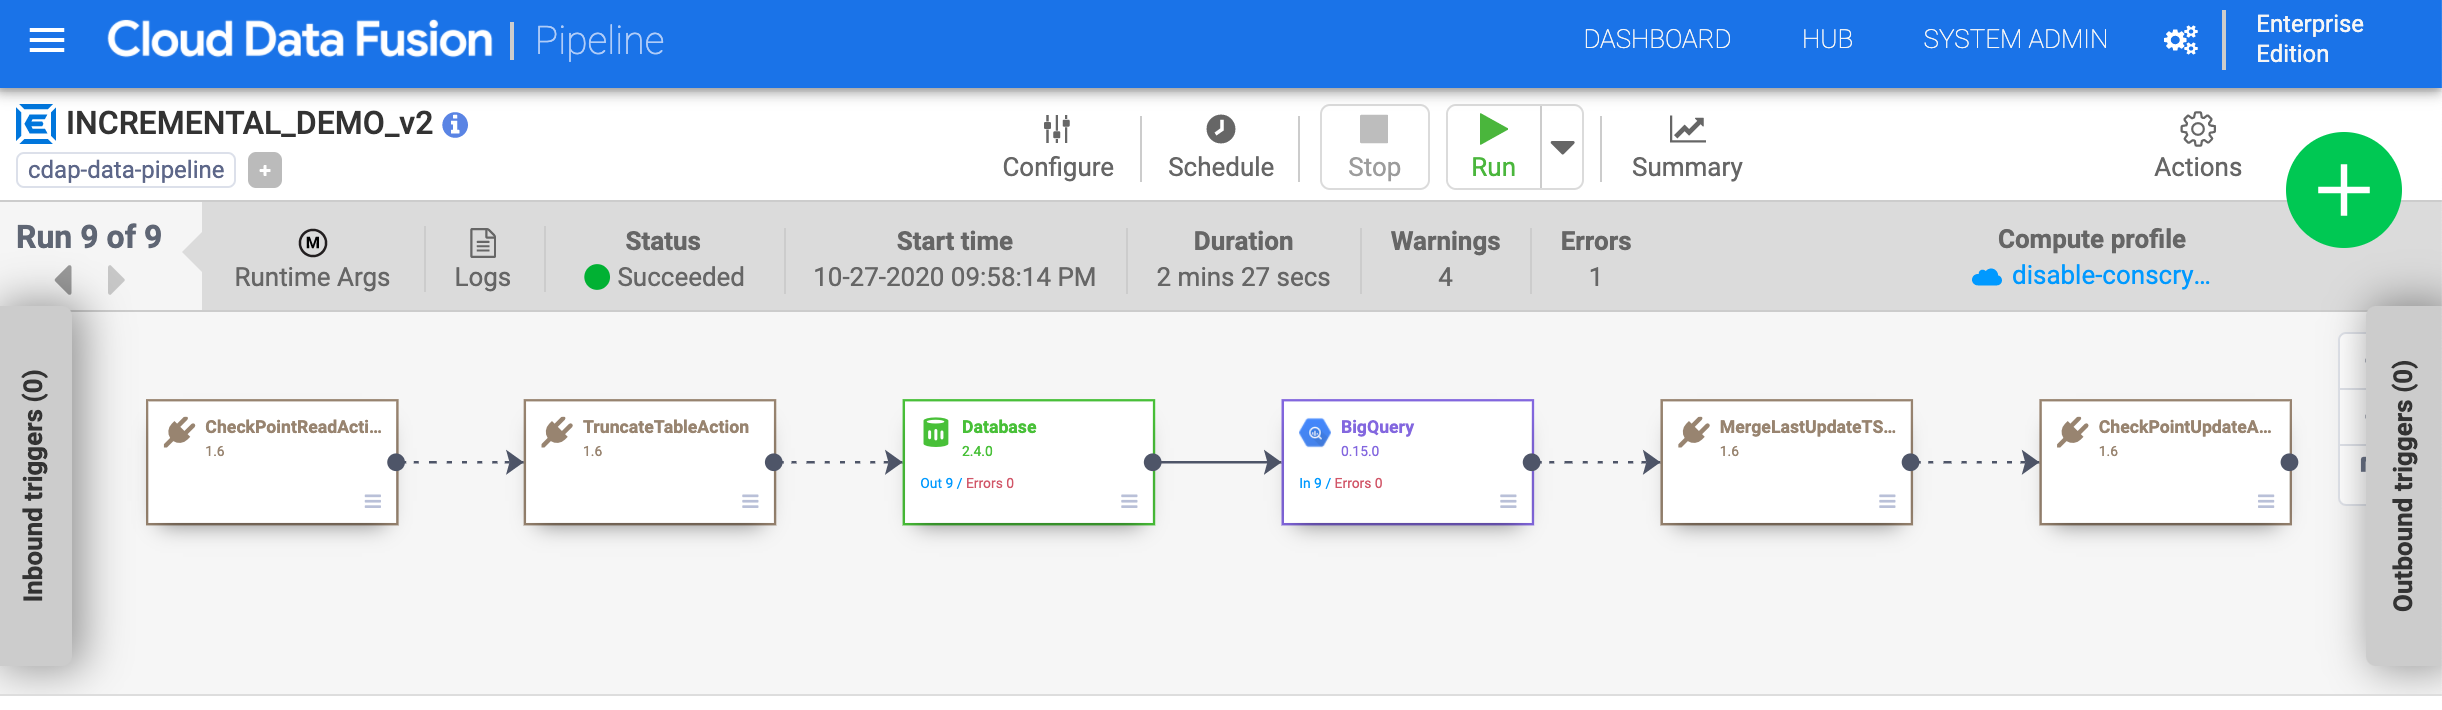 Cloud Data Fusion | Pipeline
DASHBOARD
HUB
SYSTEM ADMIN
Enterprise
Edition
INCREMENTAL_DEMO_v2
cdap-data-pipeline
+
Configure
Schedule
Stop
Run
Summary
Actions
Run 9 of 9
M
Runtime Args
Logs
Status
Succeeded
Start time
10-27-2020 09:58:14 PM
Duration
2 mins 27 secs
Warnings
4
Errors
1
Compute profile
disable-conscry...
Inbound triggers (0)
CheckPointReadActi...
1.6
TruncateTableAction
1.6
Database
2.4.0
Out 9 / Errors 0
BigQuery
0.15.0
In 9 / Errors 0
MergeLastUpdateTS...
1.6
CheckPointUpdateA...
1.6
Outbound triggers (0)